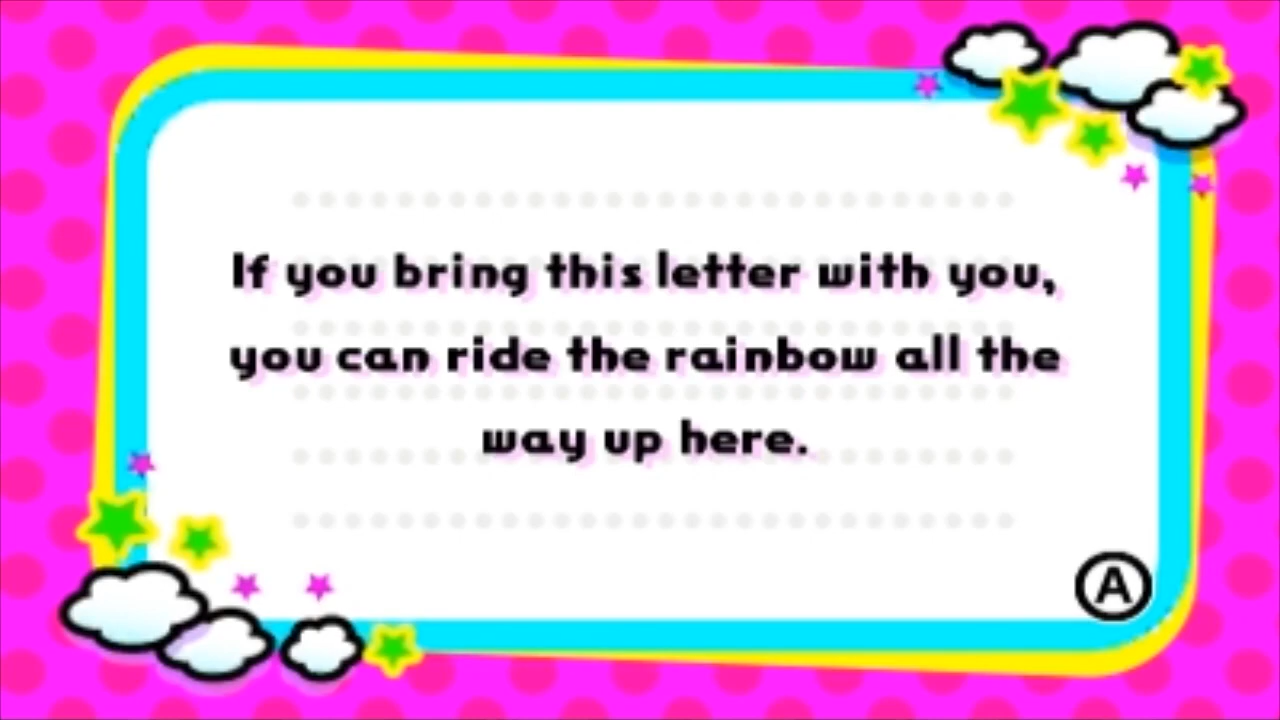 If you bring this letter with you,
you can ride the rainbow all the
way up here.
A